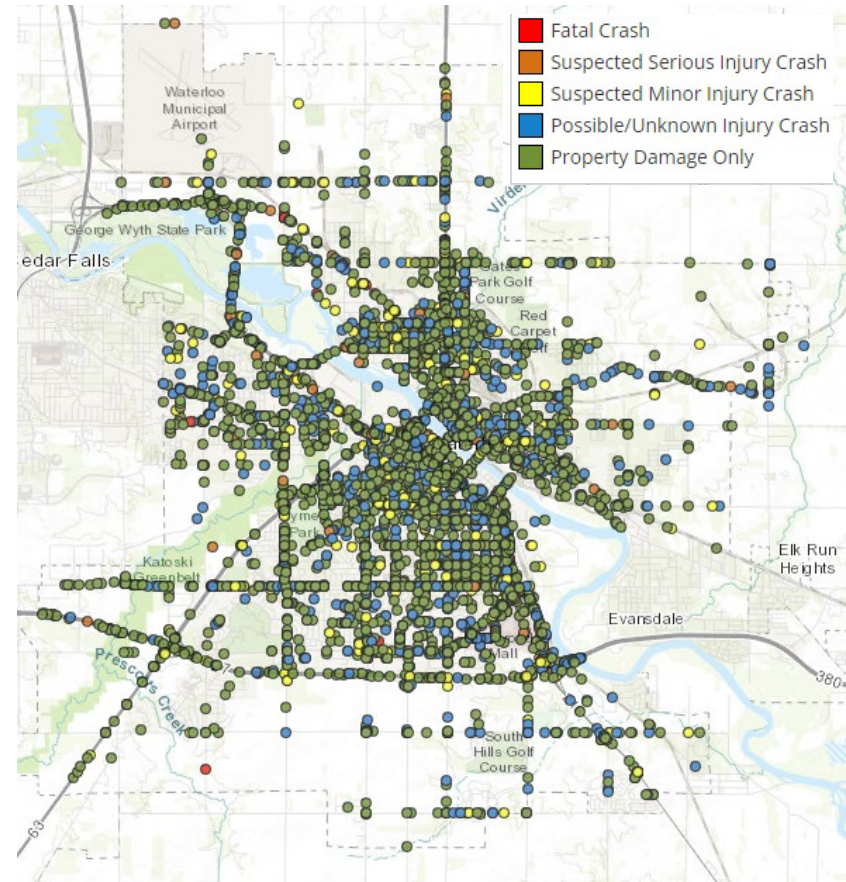 Fatal Crash
Suspected Serious Injury Crash
Suspected Minor Injury Crash
Possible/Unknown Injury Crash
Property Damage Only
Waterloo
Municipal
Airport
George Wyth State Park
edar Falls
Park Golf
Course
Red
Carpet
Park
Katoski
Greenbelt
Elk Run
Heights
Evansdale
Mall
380
Prescotts Creek
South
Hills Golf
Course
63